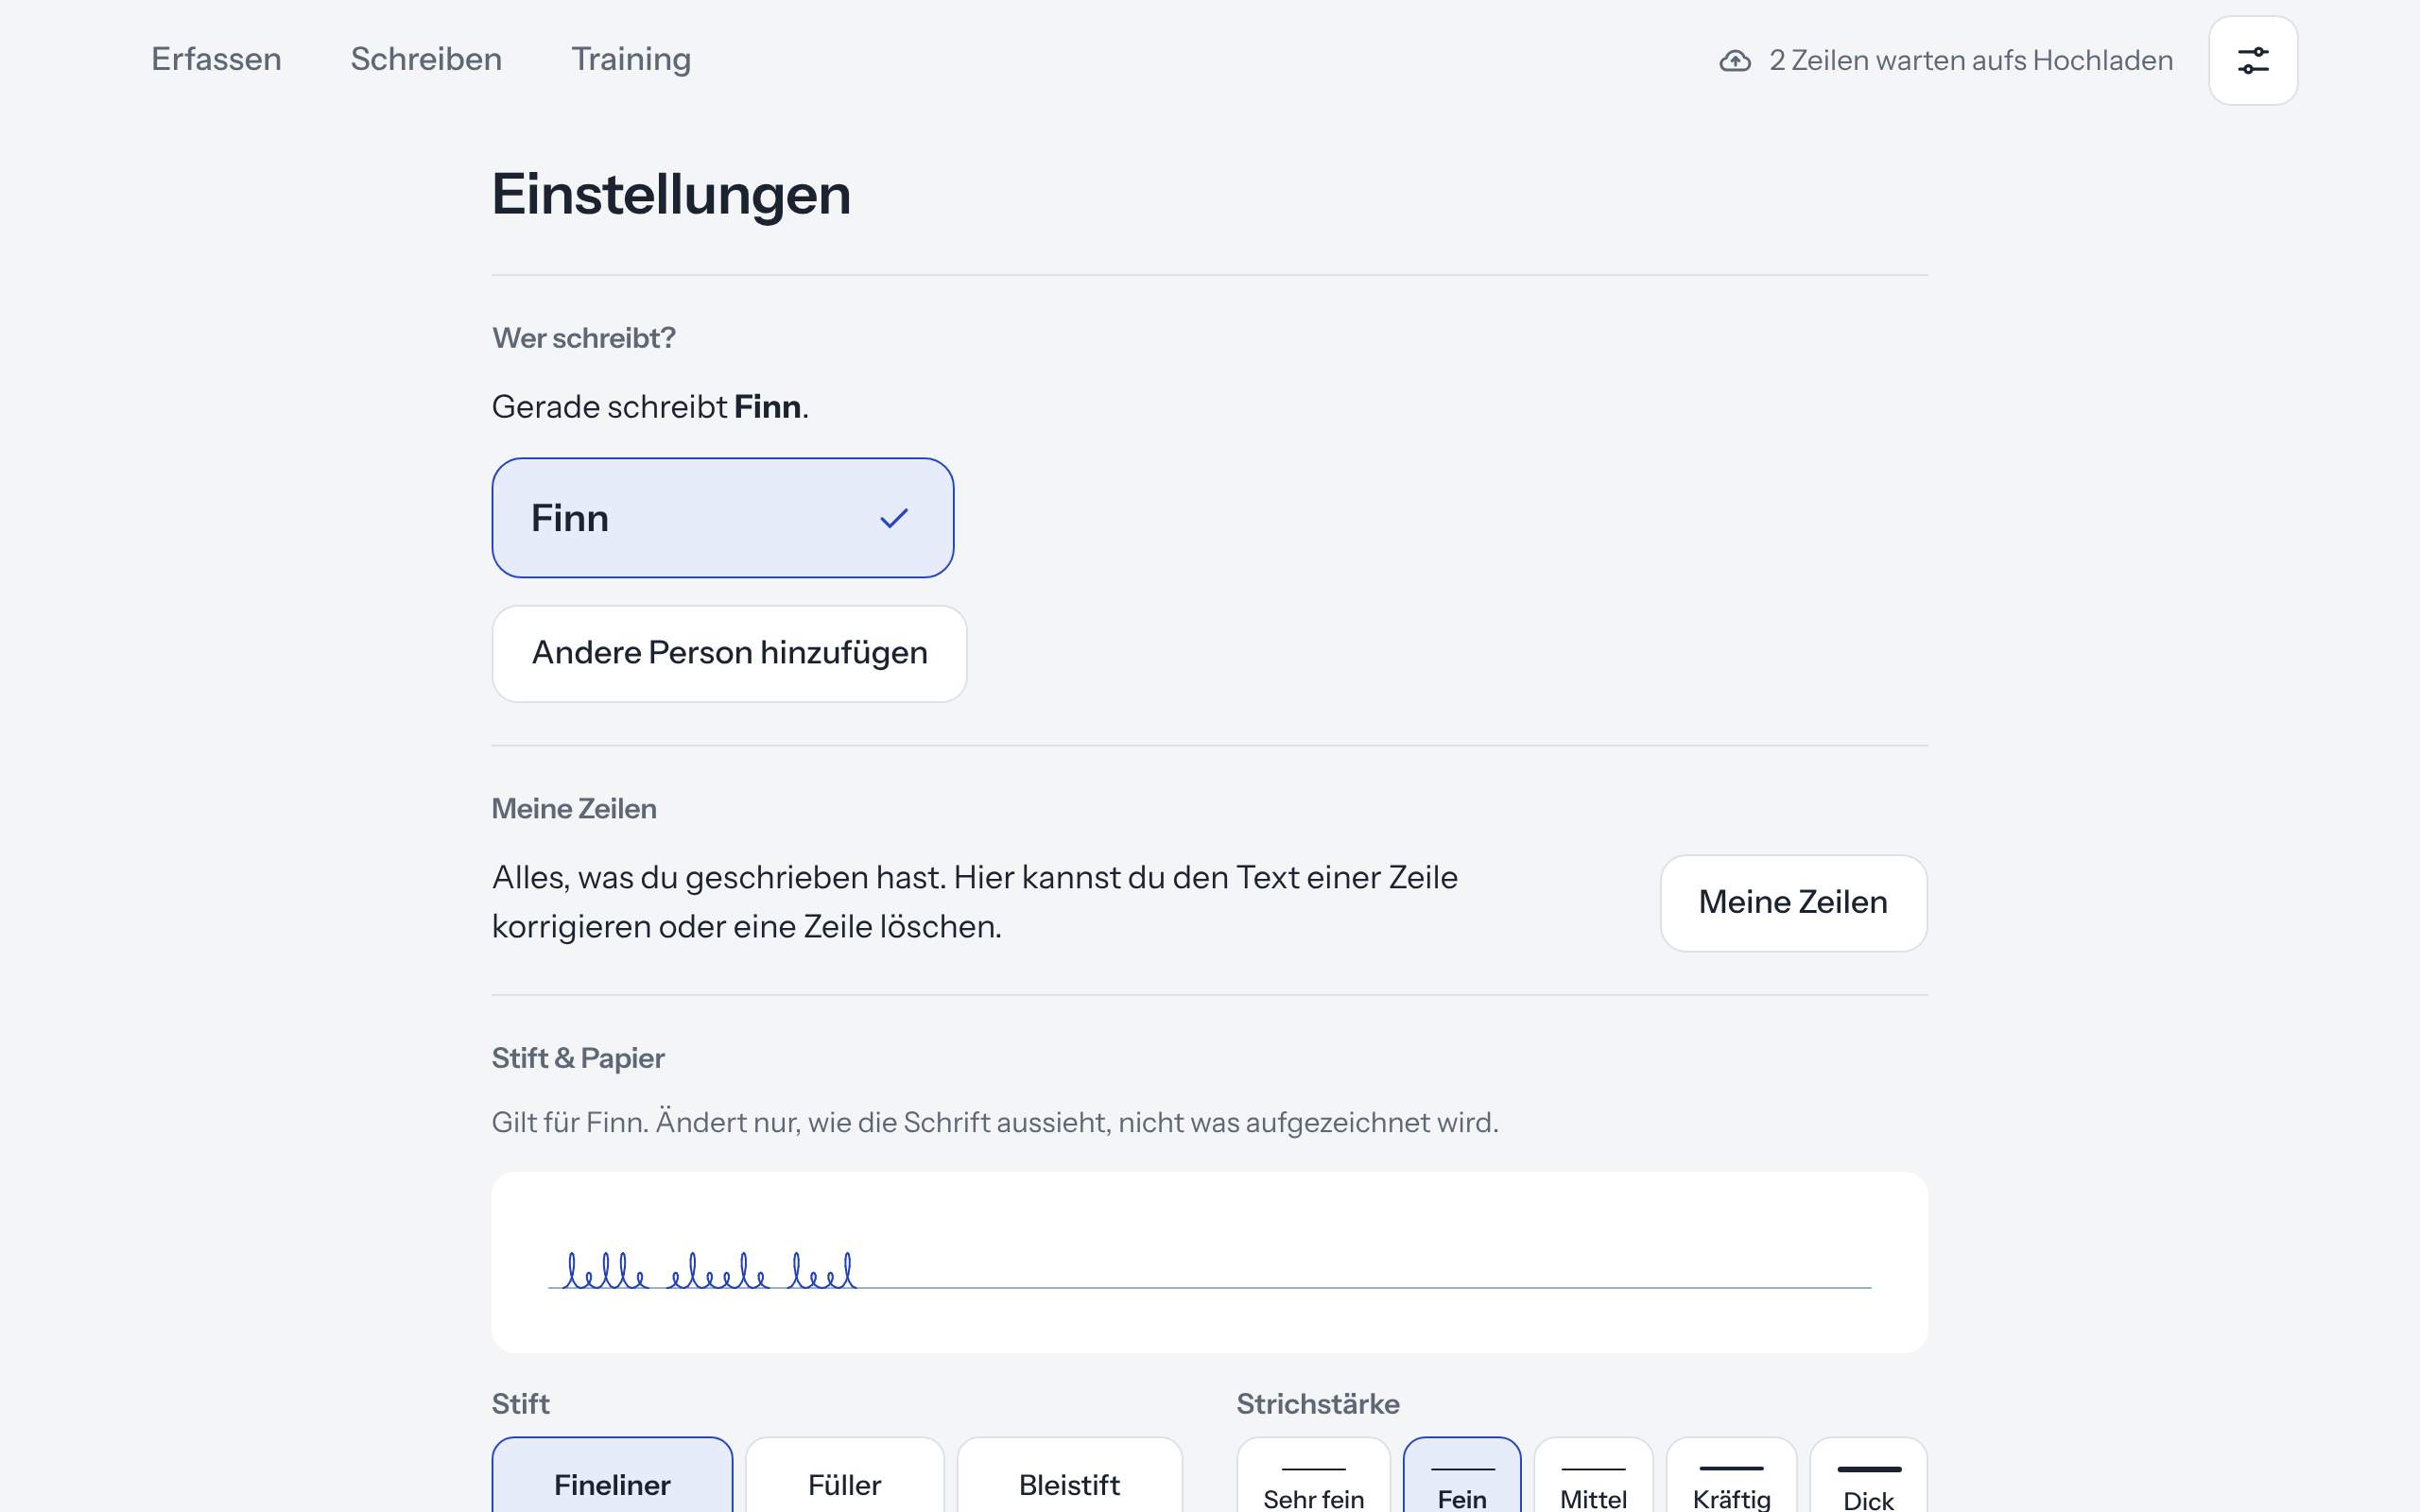 Erfassen Schreiben Training 2 Zeilen warten aufs Hochladen
Einstellungen
Wer schreibt?
Gerade schreibt Finn.
Finn
Andere Person hinzufügen
Meine Zeilen
Alles, was du geschrieben hast. Hier kannst du den Text einer Zeile
korrigieren oder eine Zeile löschen.
Meine Zeilen
Stift & Papier
Gilt für Finn. Ändert nur, wie die Schrift aussieht, nicht was aufgezeichnet wird.
Stift
Strichstärke
Fineliner Füller Bleistift
Sehr fein Fein Mittel Kräftig Dick